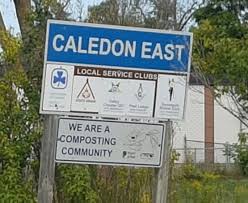 CALEDON EAST
LOCAL SERVICE CLUBS
WE ARE A
COMPOSTING
COMMUNITY